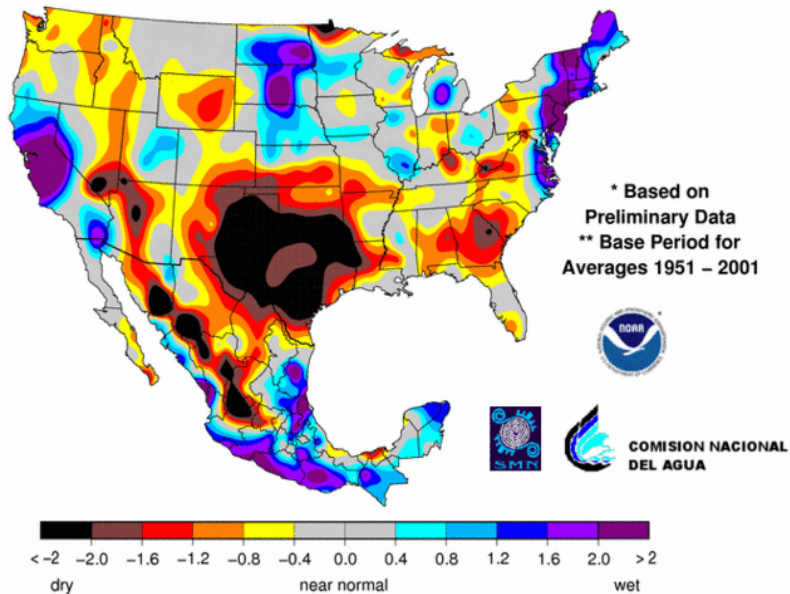 * Based on
Preliminary Data
** Base Period for
Averages 1951 – 2001
NOAA
SMN
COMISION NACIONAL
DEL AGUA
< –2 –2.0 –1.6 –1.2 –0.8 –0.4 0.0 0.4 0.8 1.2 1.6 2.0 > 2
dry near normal wet